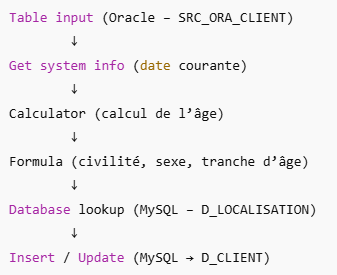 Table input (Oracle – SRC_ORA_CLIENT)
↓
Get system info (date courante)
↓
Calculator (calcul de l’âge)
↓
Formula (civilité, sexe, tranche d’âge)
↓
Database lookup (MySQL – D_LOCALISATION)
↓
Insert / Update (MySQL → D_CLIENT)